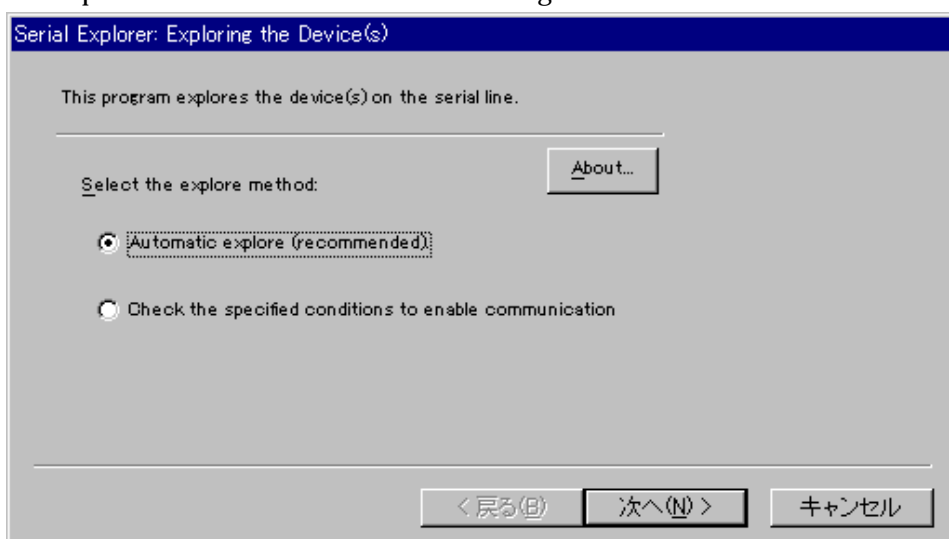 Serial Explorer: Exploring the Device(s)
This program explores the device(s) on the serial line.
About...
Select the explore method:
Automatic explore (recommended)
Check the specified conditions to enable communication
< 戻る(B) 次へ(N) > キャンセル